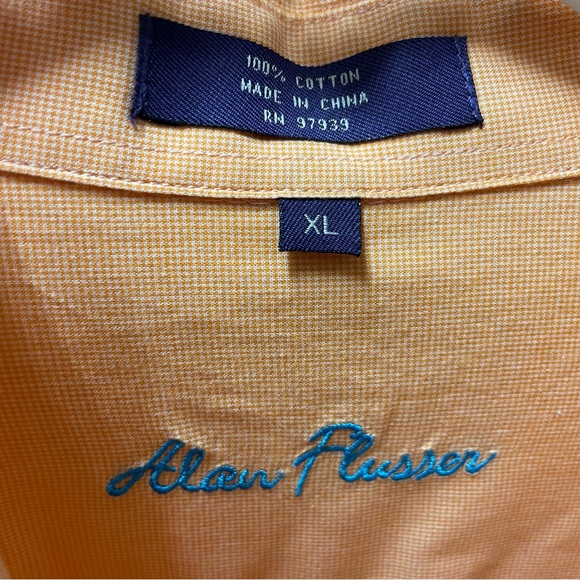 100% COTTON
MADE IN CHINA
RN 97939
XL
Alan Flusser